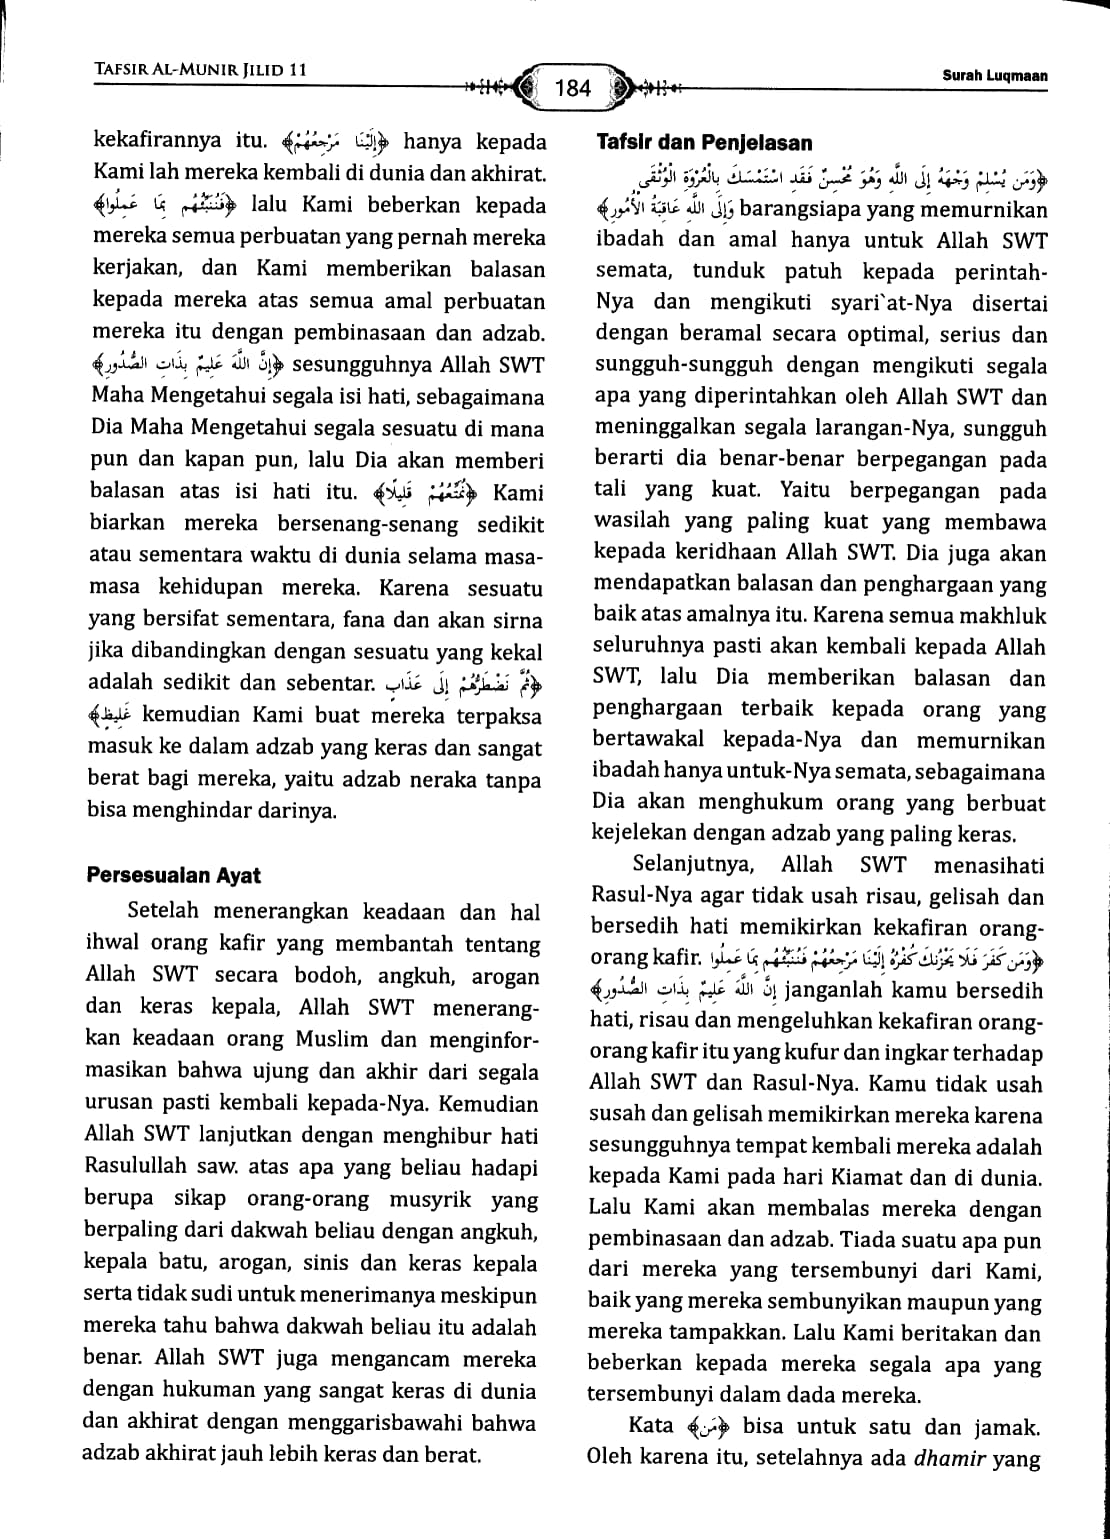 TAFSIR AL-MUNIR JILID 11
184
Surah Luqmaan
kekafirannya itu. ﴿إِلَيْنَا مَرْجِعُهُمْ﴾ hanya kepada
Kami lah mereka kembali di dunia dan akhirat.
﴿فَنُنَبِّئُهُم بِمَا عَمِلُوا﴾ lalu Kami beberkan kepada
mereka semua perbuatan yang pernah mereka
kerjakan, dan Kami memberikan balasan
kepada mereka atas semua amal perbuatan
mereka itu dengan pembinasaan dan adzab.
﴿إِنَّ اللَّهَ عَلِيمٌ بِذَاتِ الصُّدُورِ﴾ sesungguhnya Allah SWT
Maha Mengetahui segala isi hati, sebagaimana
Dia Maha Mengetahui segala sesuatu di mana
pun dan kapan pun, lalu Dia akan memberi
balasan atas isi hati itu. ﴿نُمَتِّعُهُمْ قَلِيلًا﴾ Kami
biarkan mereka bersenang-senang sedikit
atau sementara waktu di dunia selama masa-
masa kehidupan mereka. Karena sesuatu
yang bersifat sementara, fana dan akan sirna
jika dibandingkan dengan sesuatu yang kekal
adalah sedikit dan sebentar. ﴿ثُمَّ نَضْطَرُّهُمْ إِلَى عَذَابٍ
غَلِيظٍ﴾ kemudian Kami buat mereka terpaksa
masuk ke dalam adzab yang keras dan sangat
berat bagi mereka, yaitu adzab neraka tanpa
bisa menghindar darinya.
Persesuaian Ayat
Setelah menerangkan keadaan dan hal
ihwal orang kafir yang membantah tentang
Allah SWT secara bodoh, angkuh, arogan
dan keras kepala, Allah SWT menerang-
kan keadaan orang Muslim dan menginfor-
masikan bahwa ujung dan akhir dari segala
urusan pasti kembali kepada-Nya. Kemudian
Allah SWT lanjutkan dengan menghibur hati
Rasulullah saw. atas apa yang beliau hadapi
berupa sikap orang-orang musyrik yang
berpaling dari dakwah beliau dengan angkuh,
kepala batu, arogan, sinis dan keras kepala
serta tidak sudi untuk menerimanya meskipun
mereka tahu bahwa dakwah beliau itu adalah
benar. Allah SWT juga mengancam mereka
dengan hukuman yang sangat keras di dunia
dan akhirat dengan menggarisbawahi bahwa
adzab akhirat jauh lebih keras dan berat.
Tafsir dan Penjelasan
﴿وَمَن يُسْلِمْ وَجْهَهُ إِلَى اللَّهِ وَهُوَ مُحْسِنٌ فَقَدِ اسْتَمْسَكَ بِالْعُرْوَةِ الْوُثْقَى
وَإِلَى اللَّهِ عَاقِبَةُ الْأُمُورِ﴾ barangsiapa yang memurnikan
ibadah dan amal hanya untuk Allah SWT
semata, tunduk patuh kepada perintah-
Nya dan mengikuti syari`at-Nya disertai
dengan beramal secara optimal, serius dan
sungguh-sungguh dengan mengikuti segala
apa yang diperintahkan oleh Allah SWT dan
meninggalkan segala larangan-Nya, sungguh
berarti dia benar-benar berpegangan pada
tali yang kuat. Yaitu berpegangan pada
wasilah yang paling kuat yang membawa
kepada keridhaan Allah SWT. Dia juga akan
mendapatkan balasan dan penghargaan yang
baik atas amalnya itu. Karena semua makhluk
seluruhnya pasti akan kembali kepada Allah
SWT, lalu Dia memberikan balasan dan
penghargaan terbaik kepada orang yang
bertawakal kepada-Nya dan memurnikan
ibadah hanya untuk-Nya semata, sebagaimana
Dia akan menghukum orang yang berbuat
kejelekan dengan adzab yang paling keras.
Selanjutnya, Allah SWT menasihati
Rasul-Nya agar tidak usah risau, gelisah dan
bersedih hati memikirkan kekafiran orang-
orang kafir. ﴿وَمَن كَفَرَ فَلَا يَحْزُنكَ كُفْرُهُ إِلَيْنَا مَرْجِعُهُمْ فَنُنَبِّئُهُم بِمَا عَمِلُوا
إِنَّ اللَّهَ عَلِيمٌ بِذَاتِ الصُّدُورِ﴾ janganlah kamu bersedih
hati, risau dan mengeluhkan kekafiran orang-
orang kafir itu yang kufur dan ingkar terhadap
Allah SWT dan Rasul-Nya. Kamu tidak usah
susah dan gelisah memikirkan mereka karena
sesungguhnya tempat kembali mereka adalah
kepada Kami pada hari Kiamat dan di dunia.
Lalu Kami akan membalas mereka dengan
pembinasaan dan adzab. Tiada suatu apa pun
dari mereka yang tersembunyi dari Kami,
baik yang mereka sembunyikan maupun yang
mereka tampakkan. Lalu Kami beritakan dan
beberkan kepada mereka segala apa yang
tersembunyi dalam dada mereka.
Kata ﴿مَن﴾ bisa untuk satu dan jamak.
Oleh karena itu, setelahnya ada dhamir yang